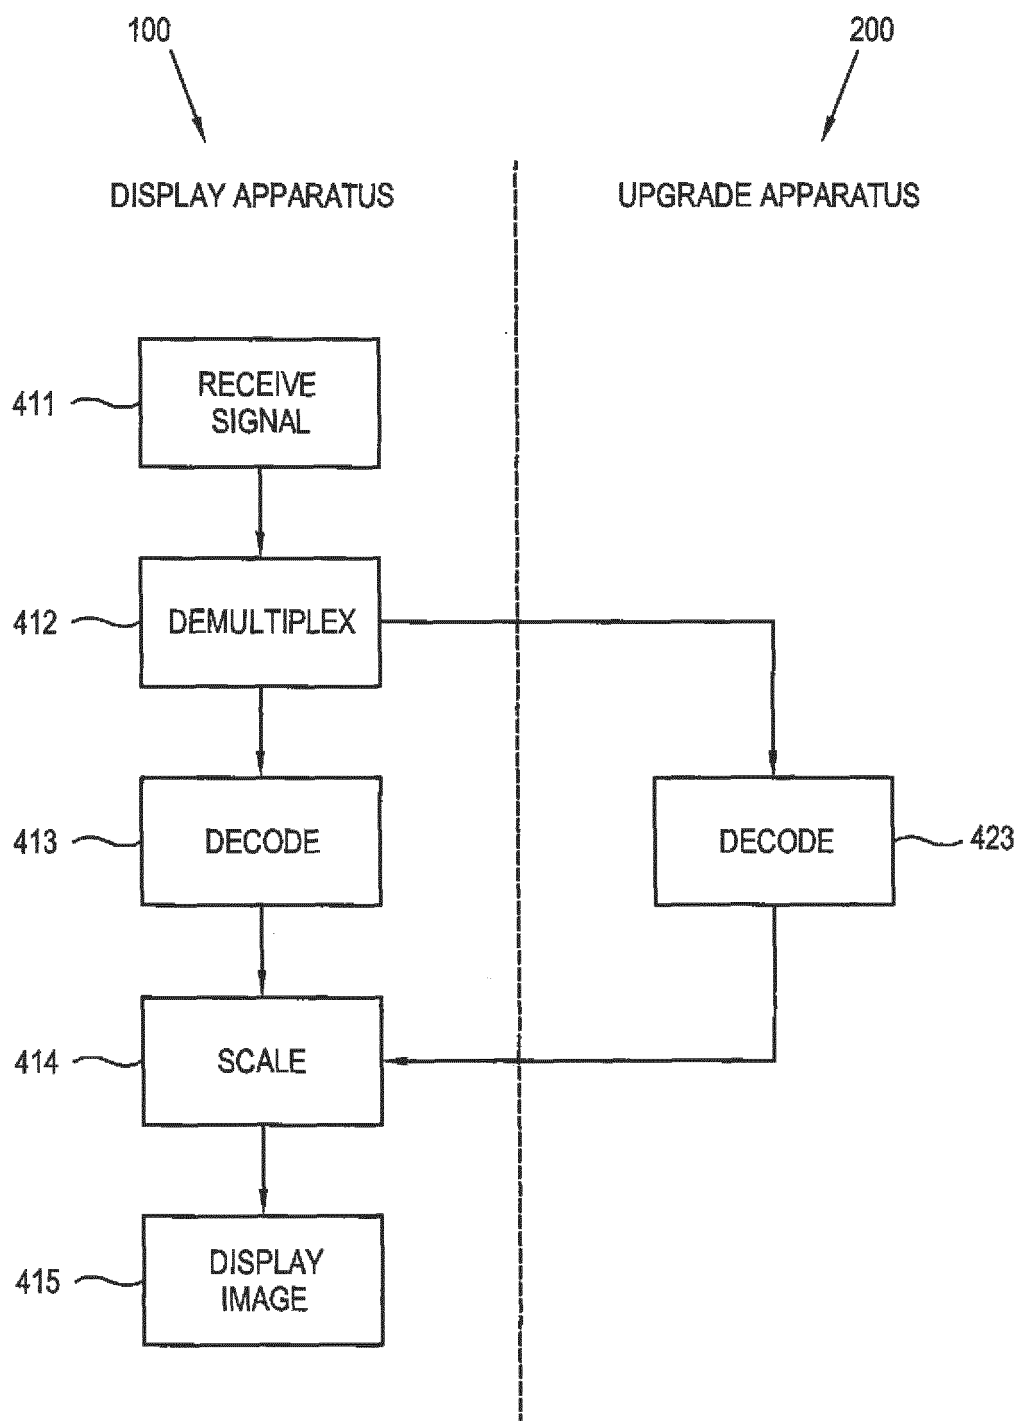 100
200
DISPLAY APPARATUS
UPGRADE APPARATUS
411
RECEIVE
SIGNAL
412
DEMULTIPLEX
413
DECODE
DECODE
423
414
SCALE
415
DISPLAY
IMAGE